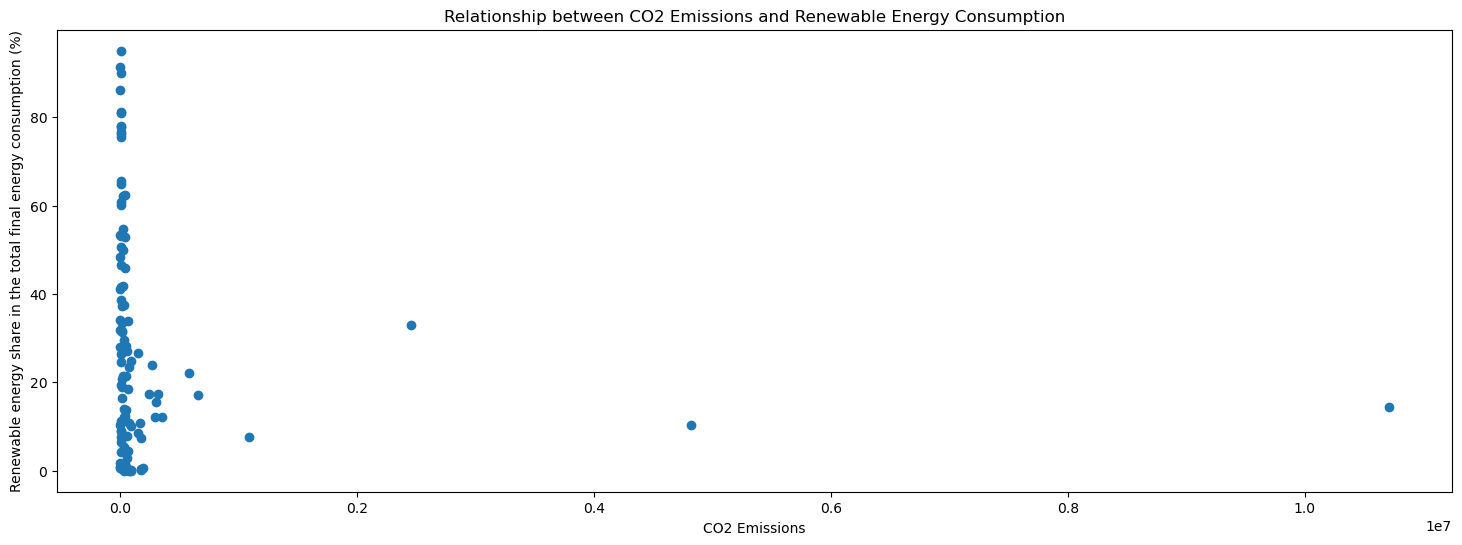 Relationship between CO2 Emissions and Renewable Energy Consumption
Renewable energy share in the total final energy consumption (%)
80
60
40
20
0
0.0 0.2 0.4 0.6 0.8 1.0
1e7
CO2 Emissions